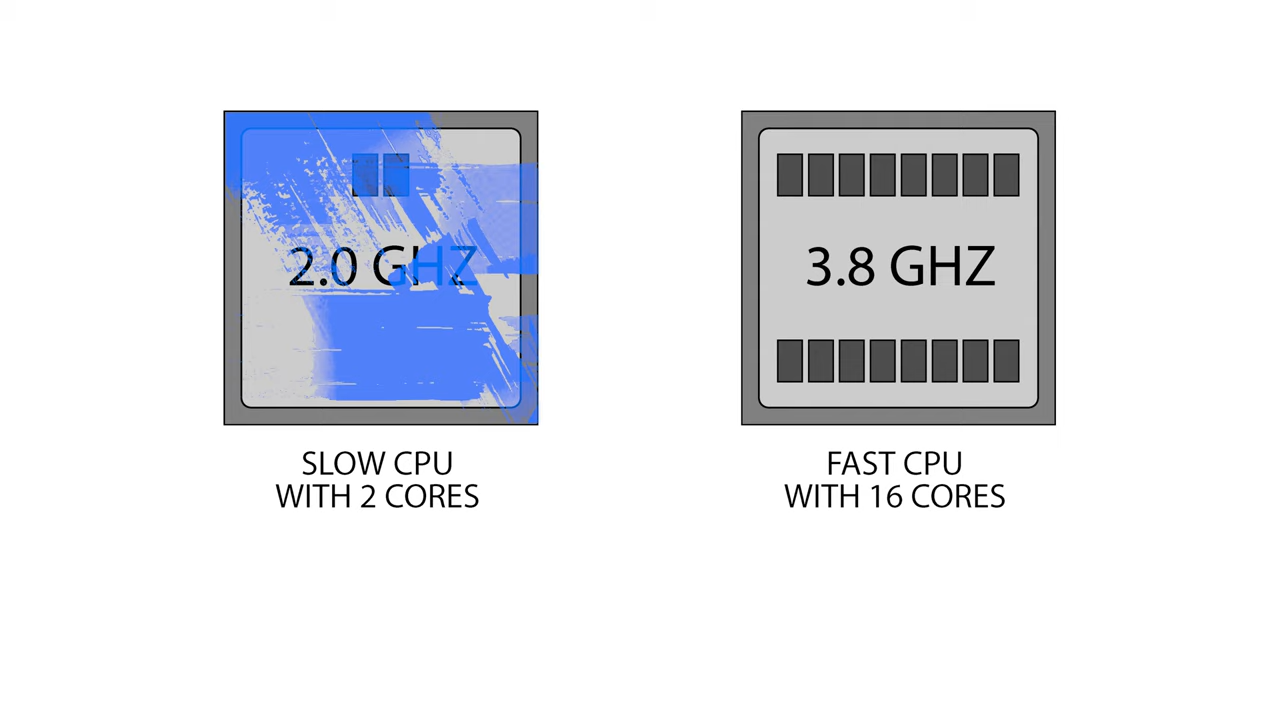 2.0 GHZ
3.8 GHZ
SLOW CPU
WITH 2 CORES
FAST CPU
WITH 16 CORES